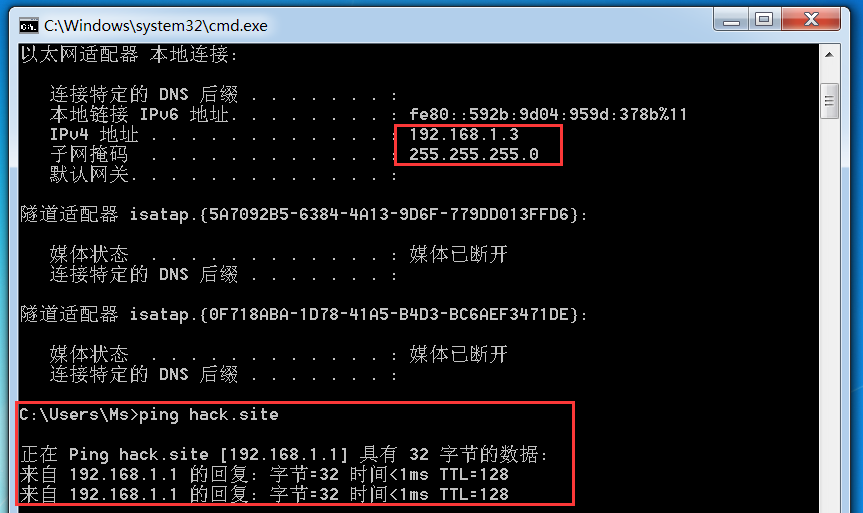 C:\Windows\system32\cmd.exe
以太网适配器 本地连接:
连接特定的 DNS 后缀 . . . . . . . :
本地链接 IPv6 地址. . . . . . . . : fe80::592b:9d04:959d:378b%11
IPv4 地址 . . . . . . . . . . . . : 192.168.1.3
子网掩码 . . . . . . . . . . . . : 255.255.255.0
默认网关. . . . . . . . . . . . . :
隧道适配器 isatap.{5A7092B5-6384-4A13-9D6F-779DD013FFD6}:
媒体状态 . . . . . . . . . . . . : 媒体已断开
连接特定的 DNS 后缀 . . . . . . . :
隧道适配器 isatap.{0F718ABA-1D78-41A5-B4D3-BC6AEF3471DE}:
媒体状态 . . . . . . . . . . . . : 媒体已断开
连接特定的 DNS 后缀 . . . . . . . :
C:\Users\Ms>ping hack.site
正在 Ping hack.site [192.168.1.1] 具有 32 字节的数据:
来自 192.168.1.1 的回复: 字节=32 时间<1ms TTL=128
来自 192.168.1.1 的回复: 字节=32 时间<1ms TTL=128